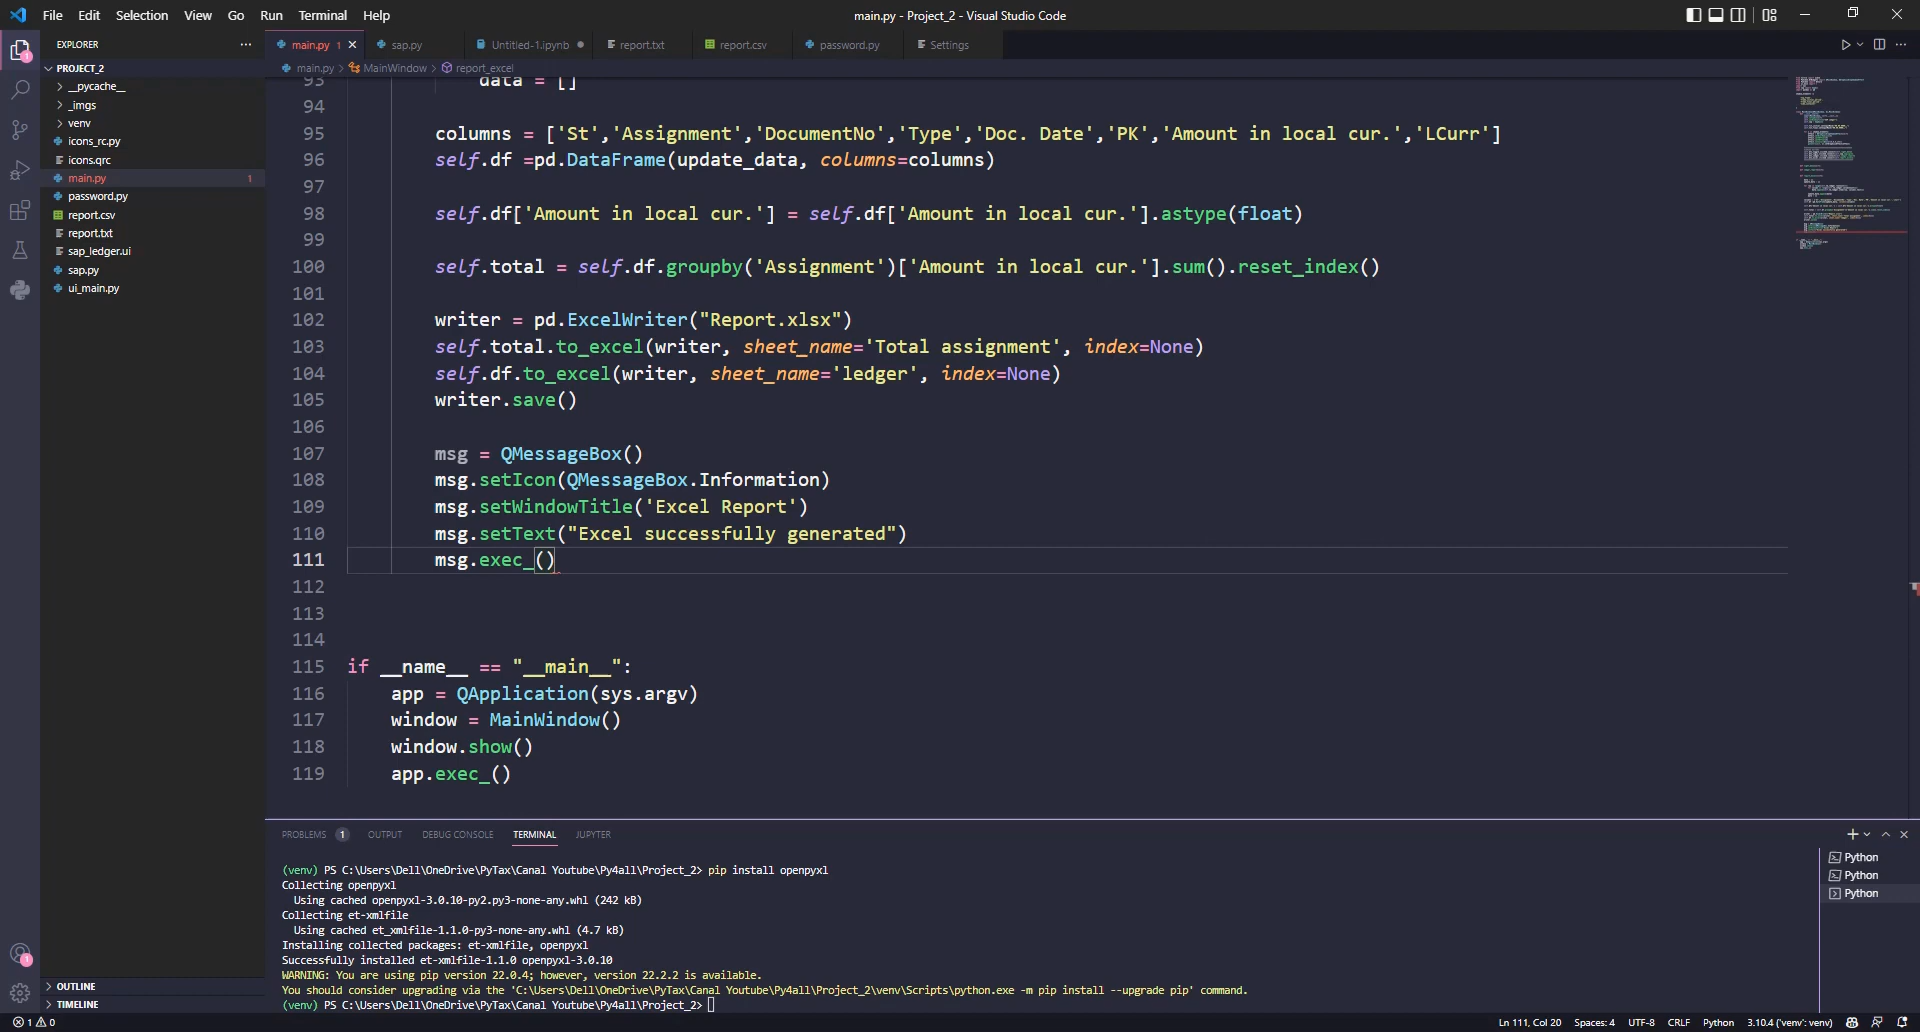 File Edit Selection View Go Run Terminal Help
main.py - Project_2 - Visual Studio Code
EXPLORER ···
main.py 1 sap.py Untitled-1.ipynb report.txt report.csv password.py Settings
main.py > MainWindow > report_excel
PROJECT_2
__pycache__
_imgs
venv
icons_rc.py
icons.qrc
main.py 1
password.py
report.csv
report.txt
sap_ledger.ui
sap.py
ui_main.py
OUTLINE
TIMELINE
93 data = []
94
95 columns = ['St','Assignment','DocumentNo','Type','Doc. Date','PK','Amount in local cur.','LCurr']
96 self.df =pd.DataFrame(update_data, columns=columns)
97
98 self.df['Amount in local cur.'] = self.df['Amount in local cur.'].astype(float)
99
100 self.total = self.df.groupby('Assignment')['Amount in local cur.'].sum().reset_index()
101
102 writer = pd.ExcelWriter("Report.xlsx")
103 self.total.to_excel(writer, sheet_name='Total assignment', index=None)
104 self.df.to_excel(writer, sheet_name='ledger', index=None)
105 writer.save()
106
107 msg = QMessageBox()
108 msg.setIcon(QMessageBox.Information)
109 msg.setWindowTitle('Excel Report')
110 msg.setText("Excel successfully generated")
111 msg.exec_()
112
113
114
115 if __name__ == "__main__":
116 app = QApplication(sys.argv)
117 window = MainWindow()
118 window.show()
119 app.exec_()
PROBLEMS 1 OUTPUT DEBUG CONSOLE TERMINAL JUPYTER
(venv) PS C:\Users\Dell\OneDrive\PyTax\Canal Youtube\Py4all\Project_2> pip install openpyxl
Collecting openpyxl
Using cached openpyxl-3.0.10-py2.py3-none-any.whl (242 kB)
Collecting et-xmlfile
Using cached et_xmlfile-1.1.0-py3-none-any.whl (4.7 kB)
Installing collected packages: et-xmlfile, openpyxl
Successfully installed et-xmlfile-1.1.0 openpyxl-3.0.10
WARNING: You are using pip version 22.0.4; however, version 22.2.2 is available.
You should consider upgrading via the 'C:\Users\Dell\OneDrive\PyTax\Canal Youtube\Py4all\Project_2\venv\Scripts\python.exe -m pip install --upgrade pip' command.
(venv) PS C:\Users\Dell\OneDrive\PyTax\Canal Youtube\Py4all\Project_2>
Python
Python
Python
1 0
Ln 111, Col 20 Spaces: 4 UTF-8 CRLF Python 3.10.4 ('venv': venv)